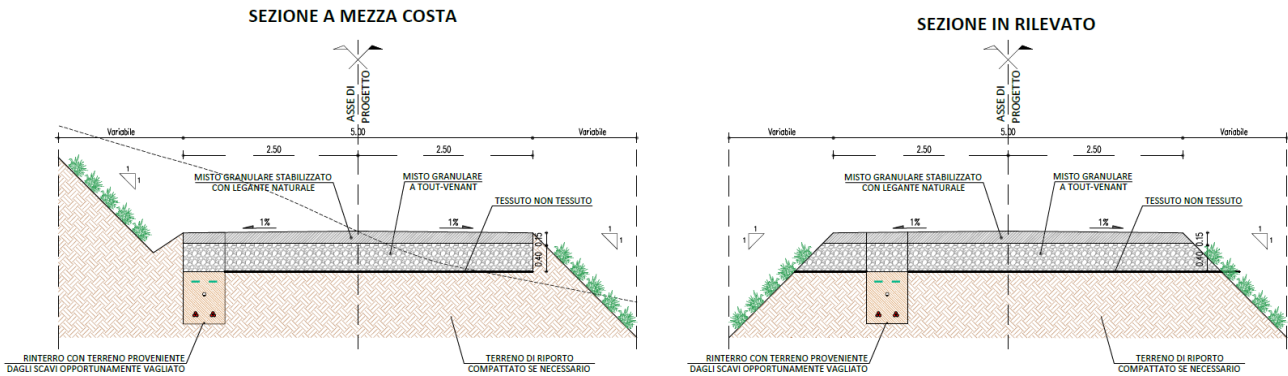 SEZIONE A MEZZA COSTA
ASSE DI
PROGETTO
Variabile
5.00
Variabile
2.50
2.50
1
1
MISTO GRANULARE STABILIZZATO
CON LEGANTE NATURALE
MISTO GRANULARE
A TOUT-VENANT
TESSUTO NON TESSUTO
1%
1%
0.15
0.40
1
1
RINTERRO CON TERRENO PROVENIENTE
DAGLI SCAVI OPPORTUNAMENTE VAGLIATO
TERRENO DI RIPORTO
COMPATTATO SE NECESSARIO
SEZIONE IN RILEVATO
ASSE DI
PROGETTO
Variabile
5.00
Variabile
2.50
2.50
MISTO GRANULARE STABILIZZATO
CON LEGANTE NATURALE
MISTO GRANULARE
A TOUT-VENANT
TESSUTO NON TESSUTO
1
1
1%
1%
0.15
0.40
1
1
RINTERRO CON TERRENO PROVENIENTE
DAGLI SCAVI OPPORTUNAMENTE VAGLIATO
TERRENO DI RIPORTO
COMPATTATO SE NECESSARIO